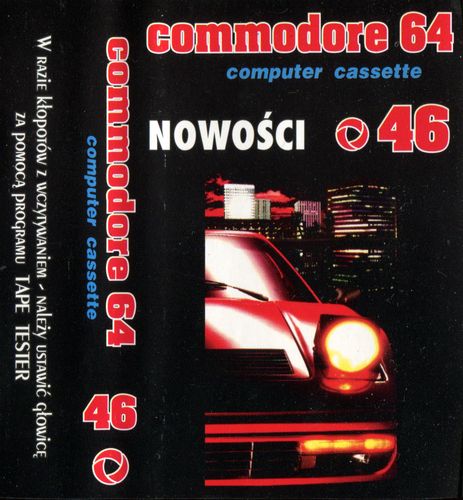 commodore 64
computer cassette
NOWOŚCI
46
commodore 64
computer cassette
46
W RAZIE KŁOPOTÓW Z WCZYTYWANIEM - NALEŻY USTAWIĆ GŁOWICĘ
ZA POMOCĄ PROGRAMU TAPE TESTER